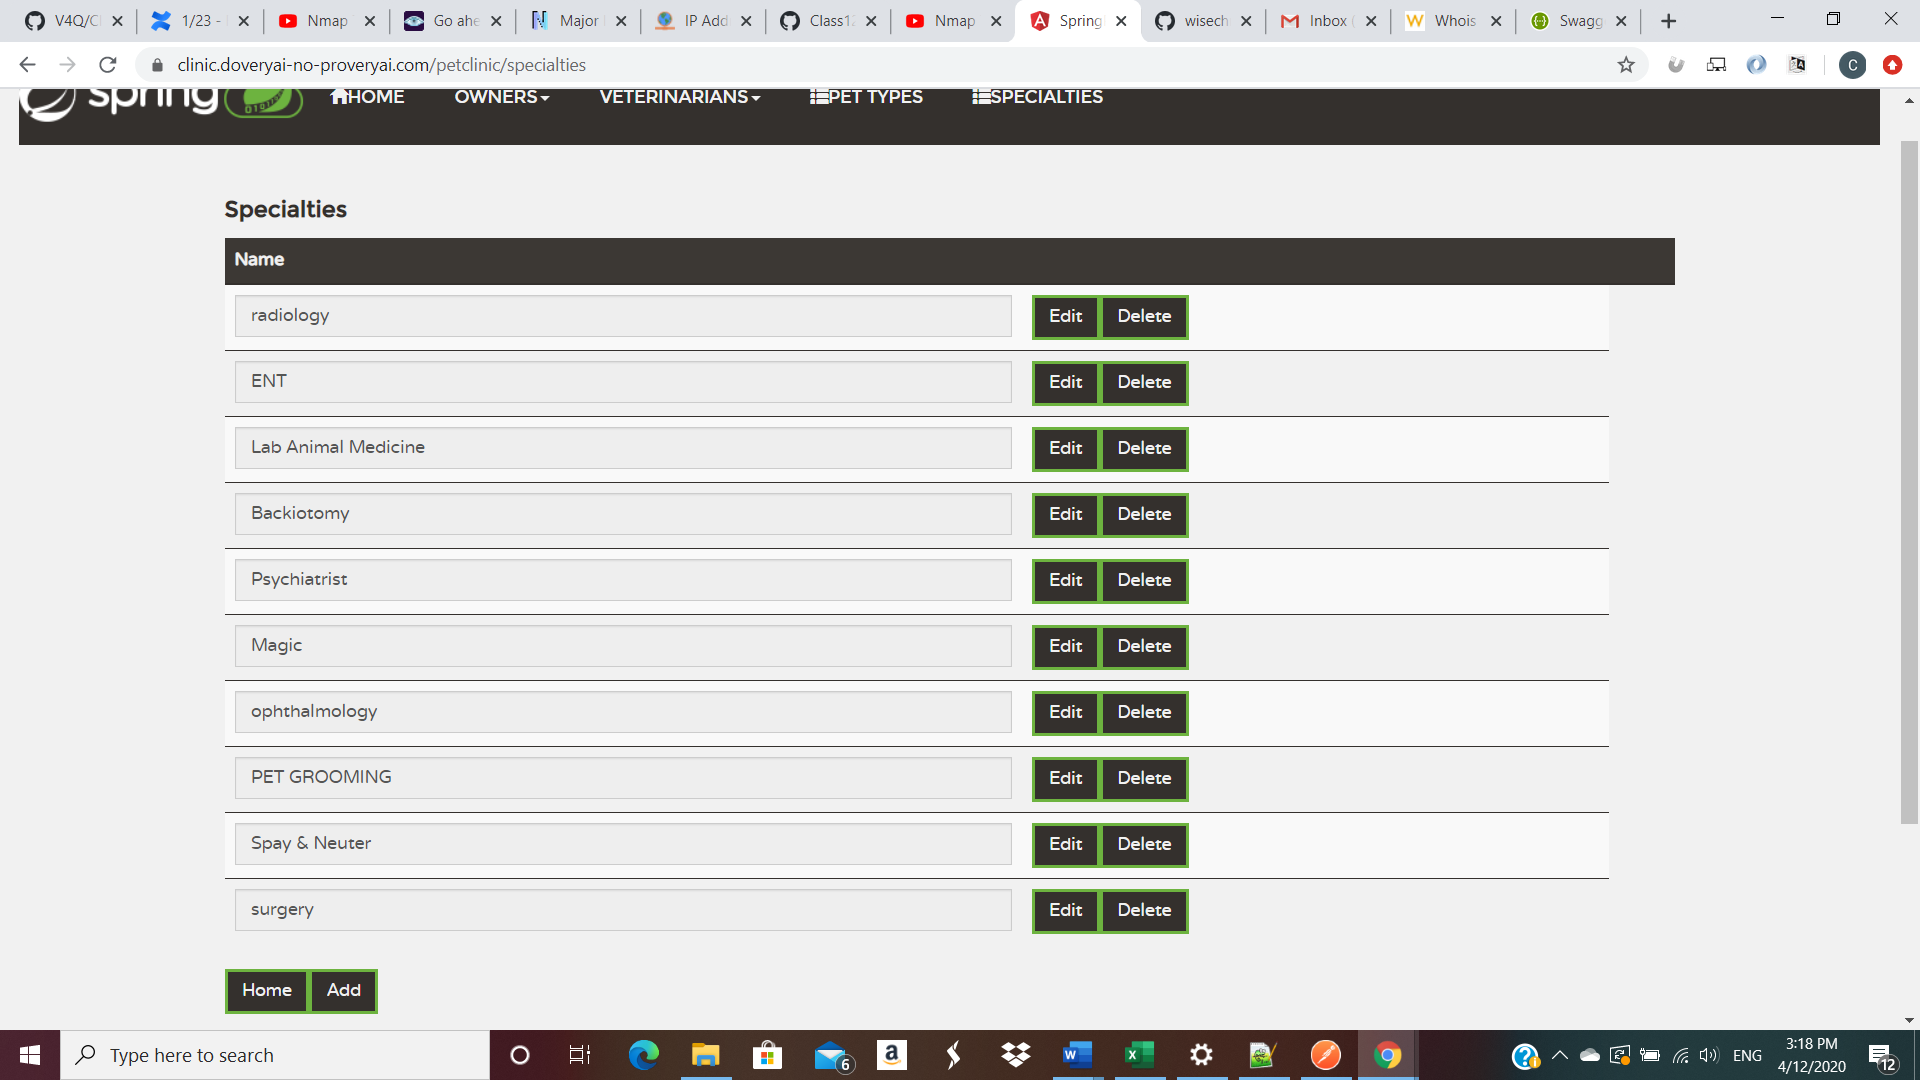 V4Q/C
1/23 -
Nmap
Go ahe
Major
IP Add
Class12
Nmap
Spring
wisech
Inbox (
Whois
Swagg
clinic.doveryai-no-proveryai.com/petclinic/specialties
C
spring
HOME OWNERS VETERINARIANS PET TYPES SPECIALTIES
Specialties
Name
radiology Edit Delete
ENT Edit Delete
Lab Animal Medicine Edit Delete
Backiotomy Edit Delete
Psychiatrist Edit Delete
Magic Edit Delete
ophthalmology Edit Delete
PET GROOMING Edit Delete
Spay & Neuter Edit Delete
surgery Edit Delete
Home Add
Type here to search
6
ENG
3:18 PM
4/12/2020
12